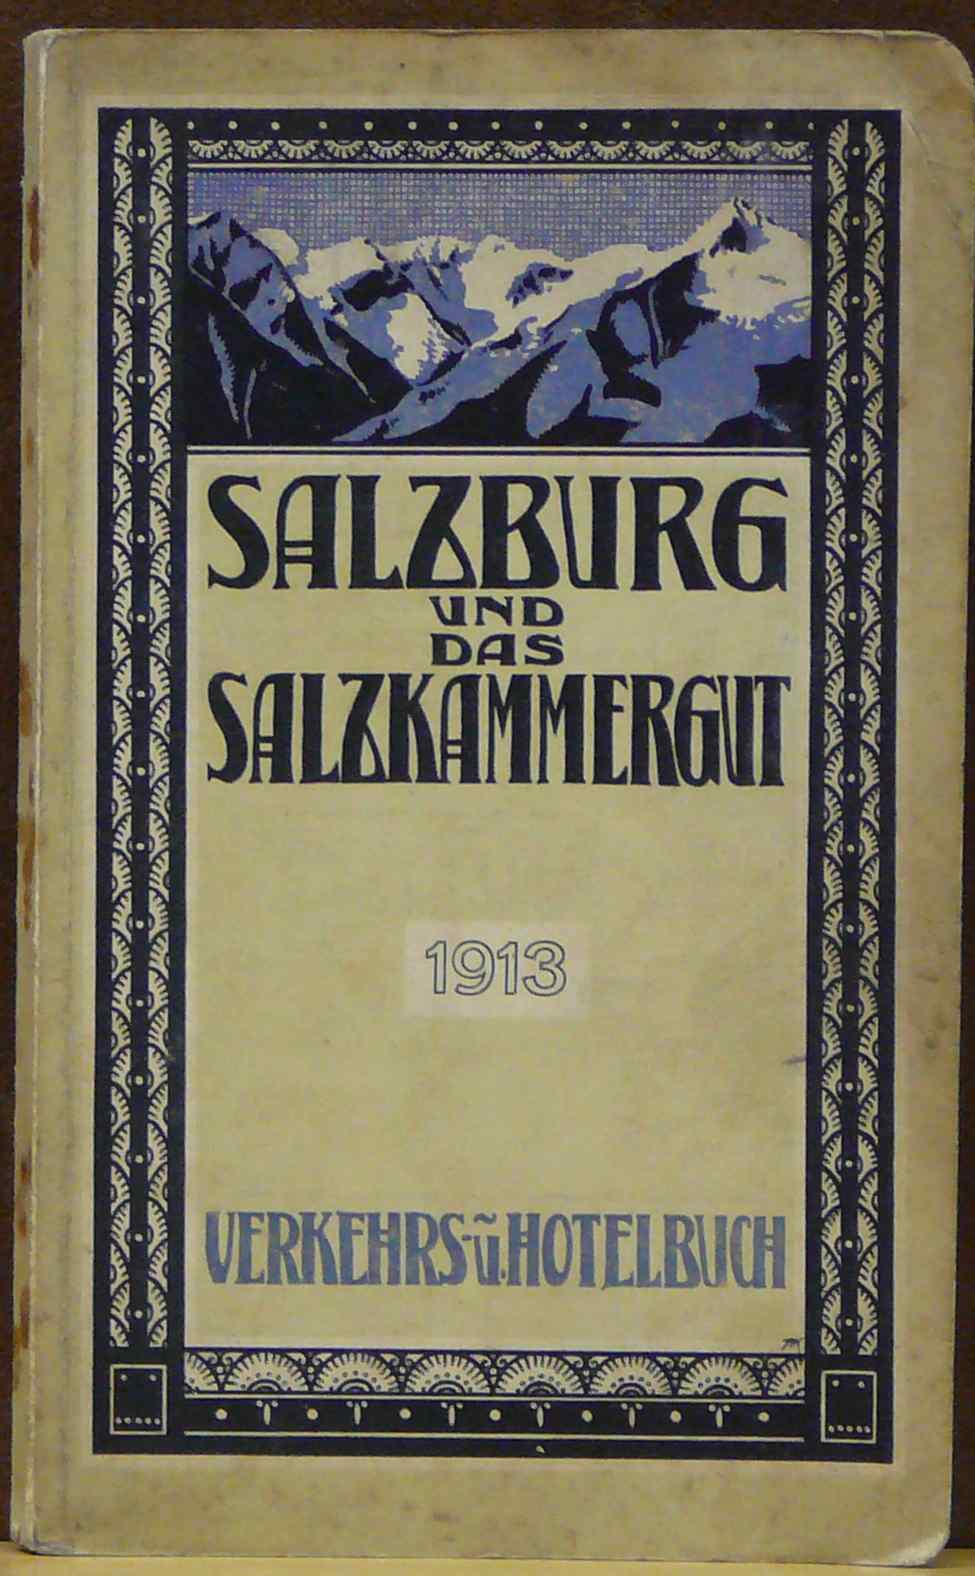 SALZBURG
UND
DAS
SALZKAMMERGUT
1913
VERKEHRS-U. HOTELBUCH